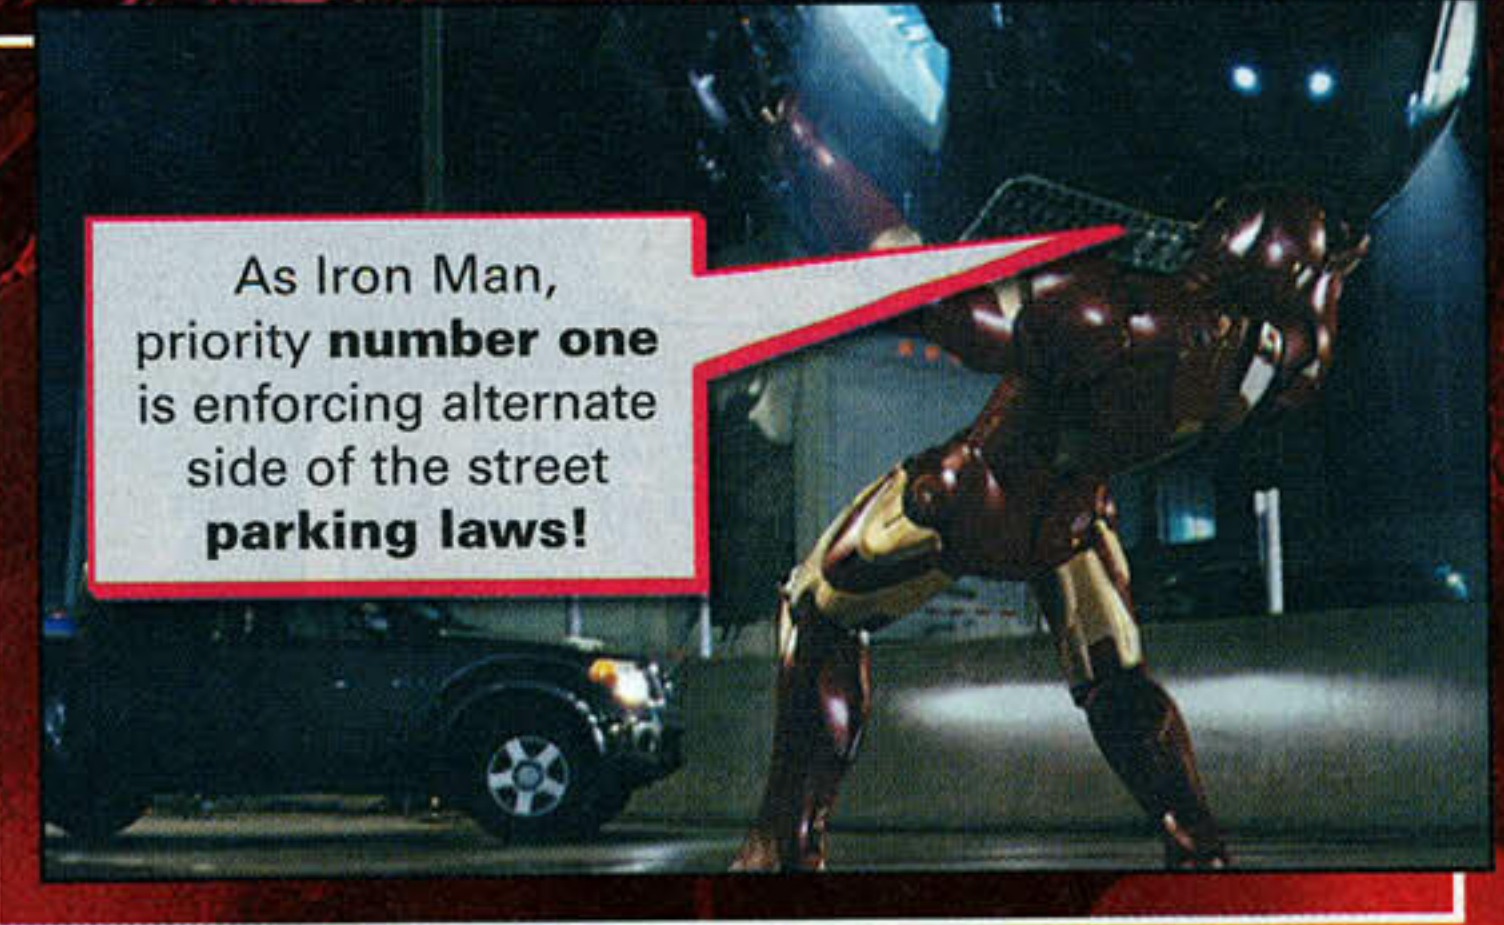 As Iron Man,
priority number one
is enforcing alternate
side of the street
parking laws!